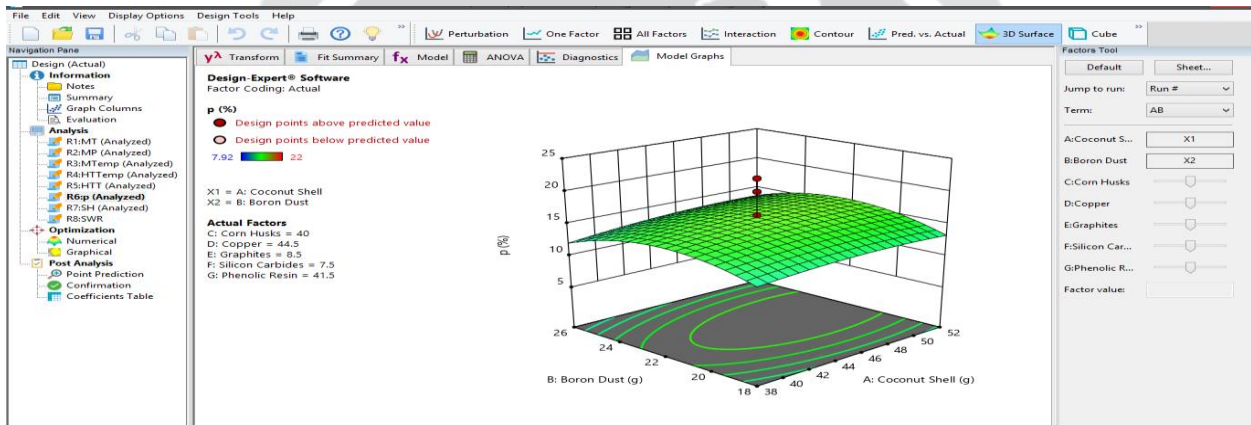 File Edit View Display Options Design Tools Help
Perturbation One Factor All Factors Interaction Contour Pred. vs. Actual 3D Surface Cube
Navigation Pane
Design (Actual)
Information
Notes
Summary
Graph Columns
Evaluation
Analysis
R1:MT (Analyzed)
R2:MP (Analyzed)
R3:MTemp (Analyzed)
R4:HTTemp (Analyzed)
R5:HTT (Analyzed)
R6:p (Analyzed)
R7:SH (Analyzed)
R8:SWR
Optimization
Numerical
Graphical
Post Analysis
Point Prediction
Confirmation
Coefficients Table
yλ Transform Fit Summary fx Model ANOVA Diagnostics Model Graphs
Design-Expert® Software
Factor Coding: Actual
p (%)
Design points above predicted value
Design points below predicted value
7.92 22
X1 = A: Coconut Shell
X2 = B: Boron Dust
Actual Factors
C: Corn Husks = 40
D: Copper = 44.5
E: Graphites = 8.5
F: Silicon Carbides = 7.5
G: Phenolic Resin = 41.5
25
20
15
10
5
p (%)
26
24
22
20
18
38
40
42
44
46
48
50
52
B: Boron Dust (g)
A: Coconut Shell (g)
Factors Tool
Default Sheet...
Jump to run: Run #
Term: AB
A:Coconut S... X1
B:Boron Dust X2
C:Corn Husks
D:Copper
E:Graphites
F:Silicon Car...
G:Phenolic R...
Factor value: